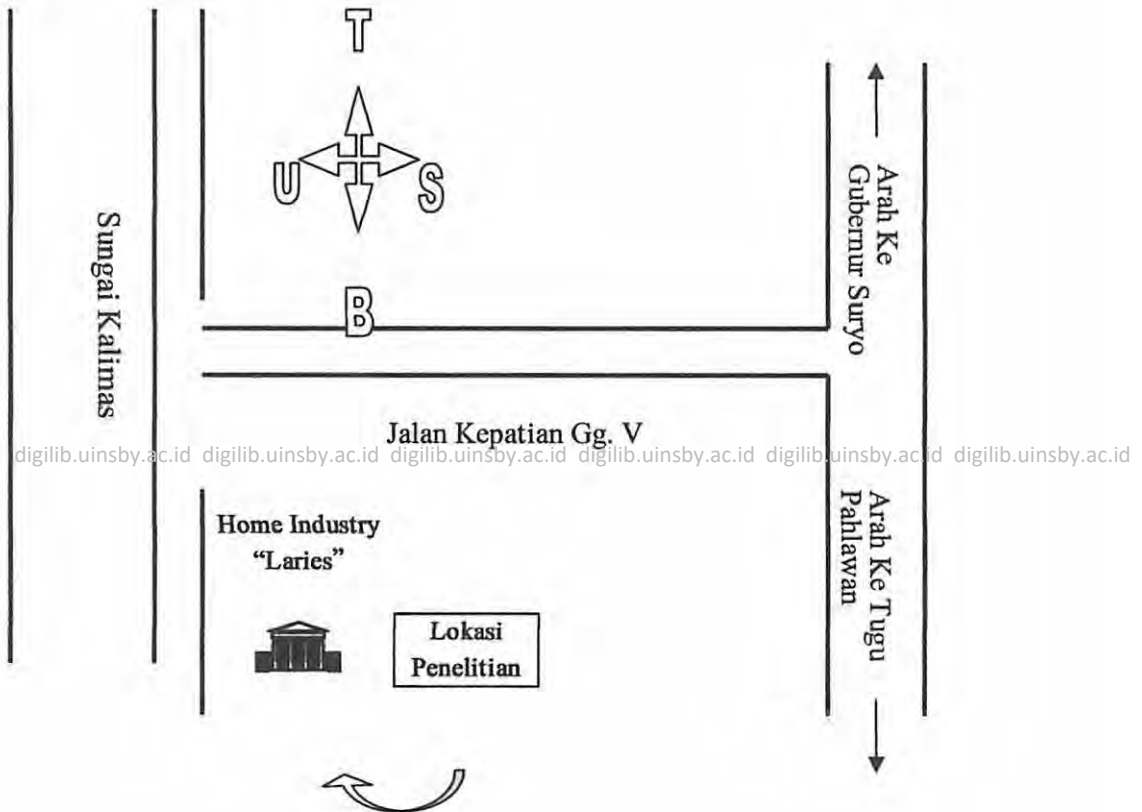 T
U
S
B
Sungai Kalimas
Arah Ke
Gubernur Suryo
Jalan Kepatian Gg. V
digilib.uinsby.ac.id digilib.uinsby.ac.id digilib.uinsby.ac.id digilib.uinsby.ac.id digilib.uinsby.ac.id digilib.uinsby.ac.id
Home Industry
“Laries”
Lokasi
Penelitian
Arah Ke Tugu
Pahlawan